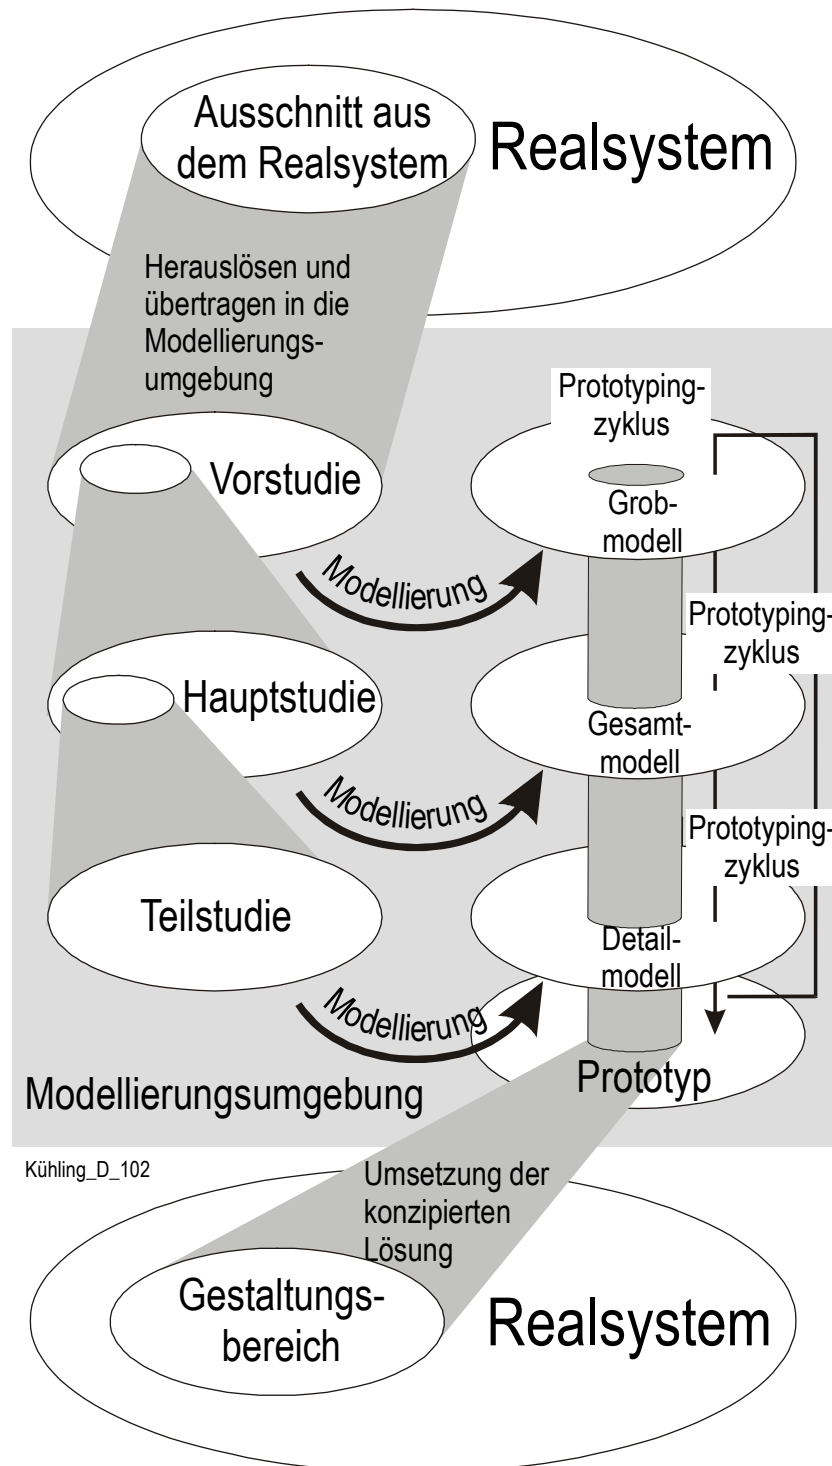 Ausschnitt aus
dem Realsystem
Realsystem
Herauslösen und
übertragen in die
Modellierungs-
umgebung
Prototyping-
zyklus
Vorstudie
Grob-
modell
Modellierung
Prototyping-
zyklus
Hauptstudie
Gesamt-
modell
Modellierung
Prototyping-
zyklus
Teilstudie
Detail-
modell
Modellierung
Prototyp
Modellierungsumgebung
Kühling_D_102
Umsetzung der
konzipierten
Lösung
Gestaltungs-
bereich
Realsystem